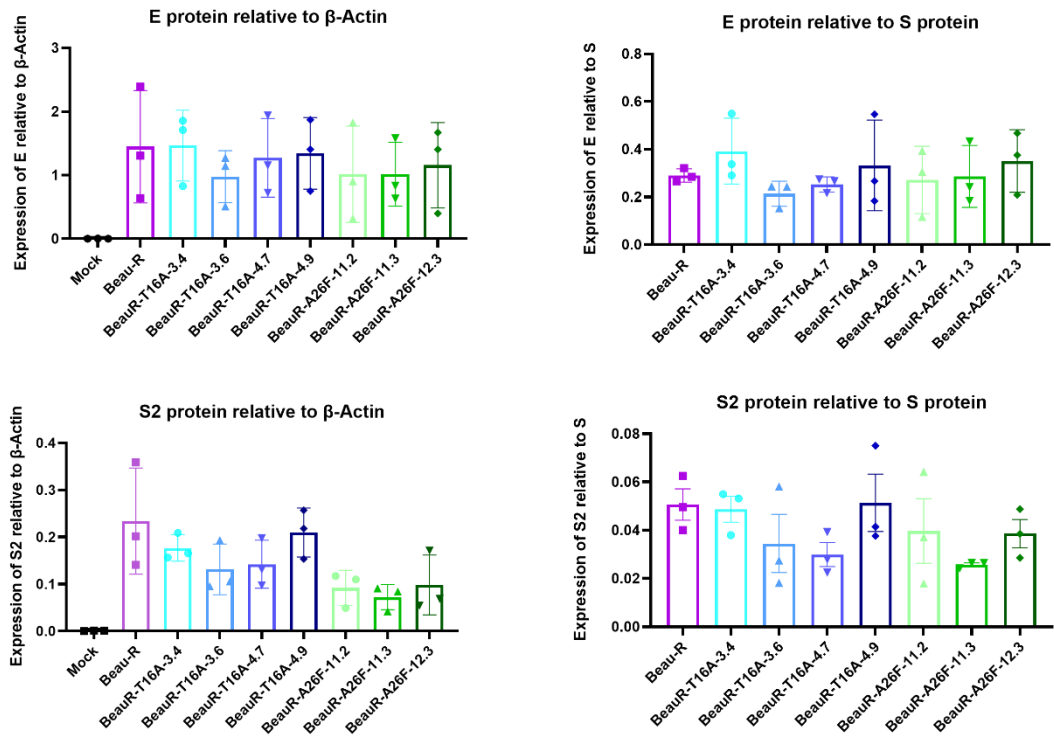 E protein relative to β-Actin
Expression of E relative to β-Actin
3
2
1
0
Mock
Beau-R
BeauR-T16A-3.4
BeauR-T16A-3.6
BeauR-T16A-4.7
BeauR-T16A-4.9
BeauR-A26F-11.2
BeauR-A26F-11.3
BeauR-A26F-12.3
E protein relative to S protein
Expression of E relative to S
0.8
0.6
0.4
0.2
0.0
Beau-R
BeauR-T16A-3.4
BeauR-T16A-3.6
BeauR-T16A-4.7
BeauR-T16A-4.9
BeauR-A26F-11.2
BeauR-A26F-11.3
BeauR-A26F-12.3
S2 protein relative to β-Actin
Expression of S2 relative to β-Actin
0.4
0.3
0.2
0.1
0.0
Mock
Beau-R
BeauR-T16A-3.4
BeauR-T16A-3.6
BeauR-T16A-4.7
BeauR-T16A-4.9
BeauR-A26F-11.2
BeauR-A26F-11.3
BeauR-A26F-12.3
S2 protein relative to S protein
Expression of S2 relative to S
0.08
0.06
0.04
0.02
0.00
Beau-R
BeauR-T16A-3.4
BeauR-T16A-3.6
BeauR-T16A-4.7
BeauR-T16A-4.9
BeauR-A26F-11.2
BeauR-A26F-11.3
BeauR-A26F-12.3